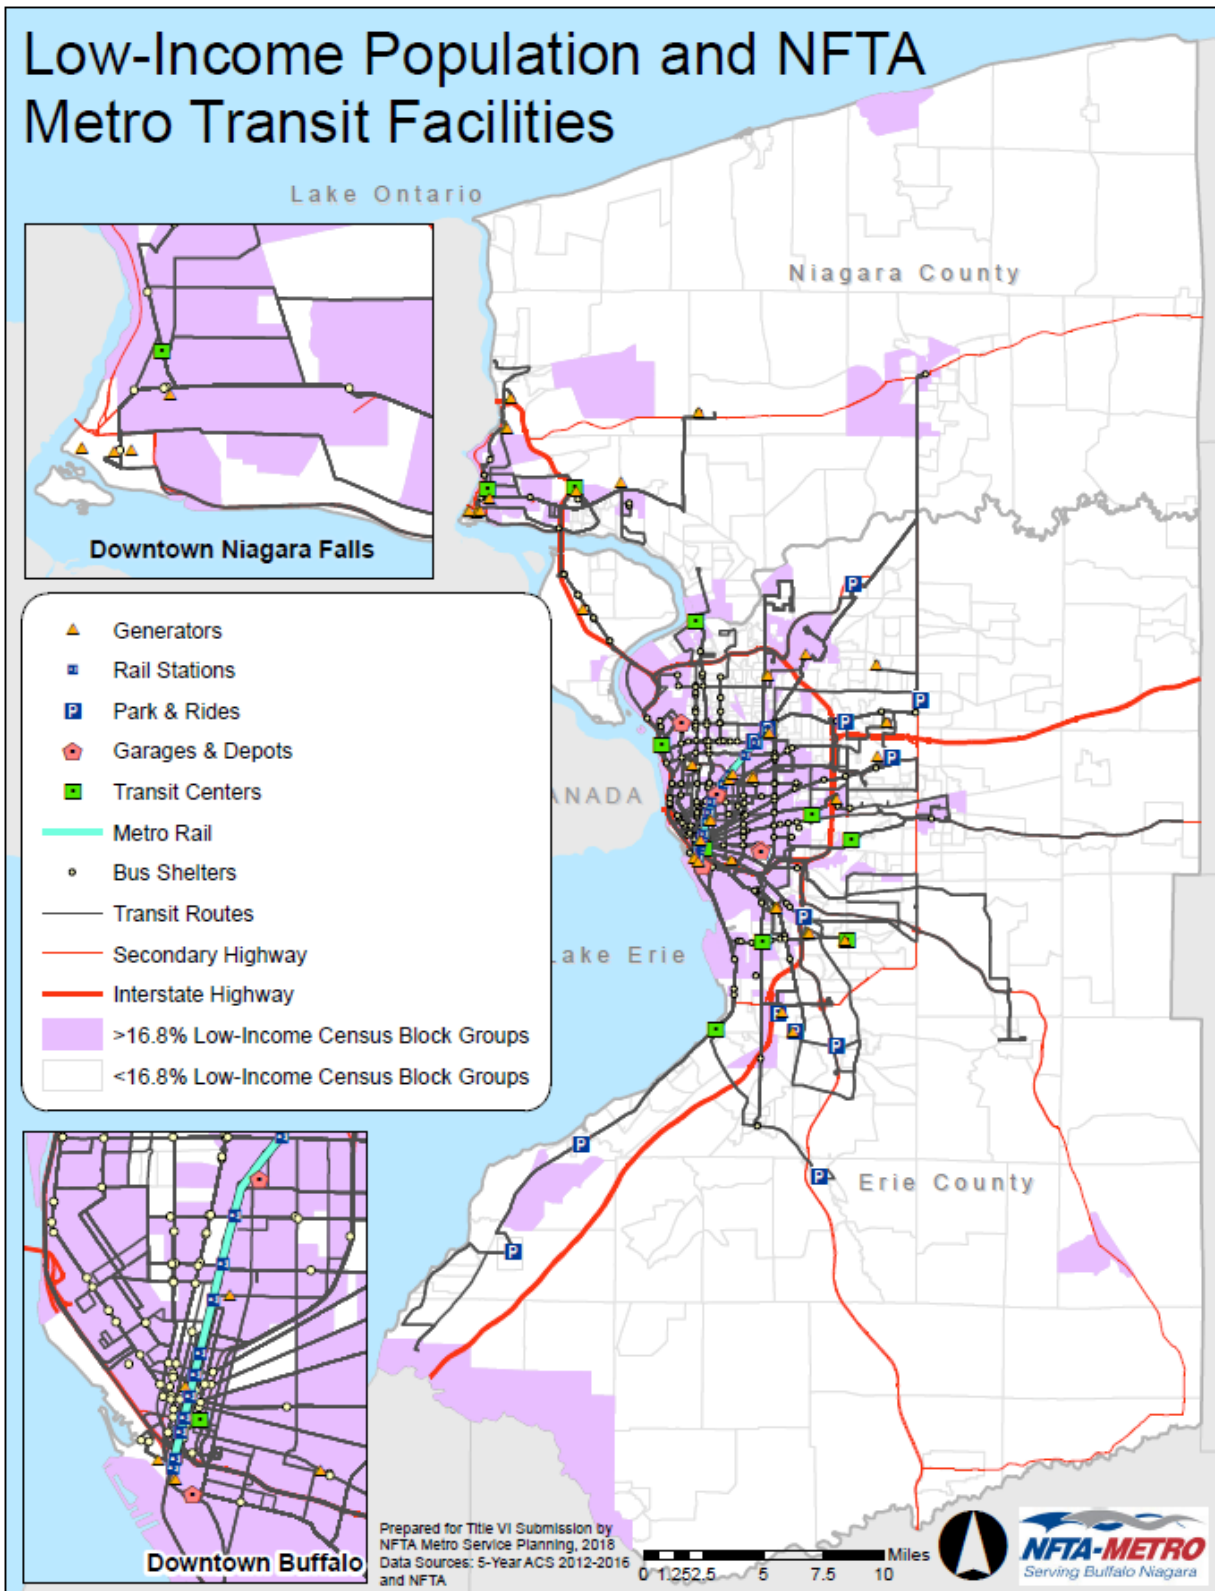 Low-Income Population and NFTA
Metro Transit Facilities
Lake Ontario
Niagara County
Downtown Niagara Falls
Generators
Rail Stations
P Park & Rides
Garages & Depots
Transit Centers
Metro Rail
Bus Shelters
Transit Routes
Secondary Highway
Interstate Highway
>16.8% Low-Income Census Block Groups
<16.8% Low-Income Census Block Groups
ANADA
Lake Erie
Erie County
P
P
P
P
P
P
P
P
P
P
P
P
Downtown Buffalo
Prepared for Title VI Submission by
NFTA Metro Service Planning, 2018
Data Sources: 5-Year ACS 2012-2016
and NFTA
Miles
0 1.25 2.5 5 7.5 10
NFTA-METRO
Serving Buffalo Niagara